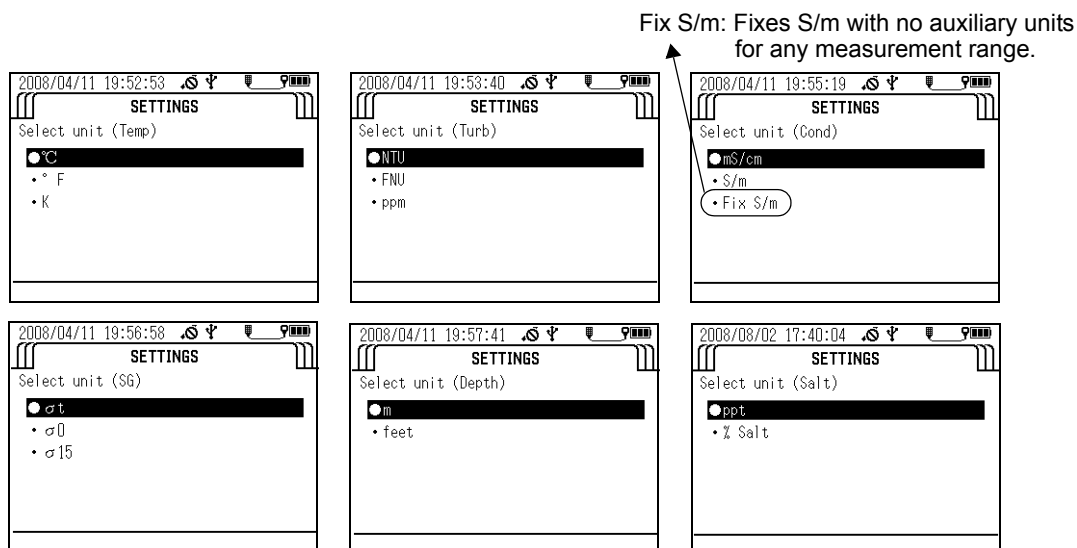 Fix S/m: Fixes S/m with no auxiliary units
for any measurement range.
2008/04/11 19:52:53
SETTINGS
Select unit (Temp)
●℃
・° F
・K
2008/04/11 19:53:40
SETTINGS
Select unit (Turb)
●NTU
・FNU
・ppm
2008/04/11 19:55:19
SETTINGS
Select unit (Cond)
●mS/cm
・S/m
・Fix S/m
2008/04/11 19:56:58
SETTINGS
Select unit (SG)
●σt
・σ0
・σ15
2008/04/11 19:57:41
SETTINGS
Select unit (Depth)
●m
・feet
2008/08/02 17:40:04
SETTINGS
Select unit (Salt)
●ppt
・% Salt